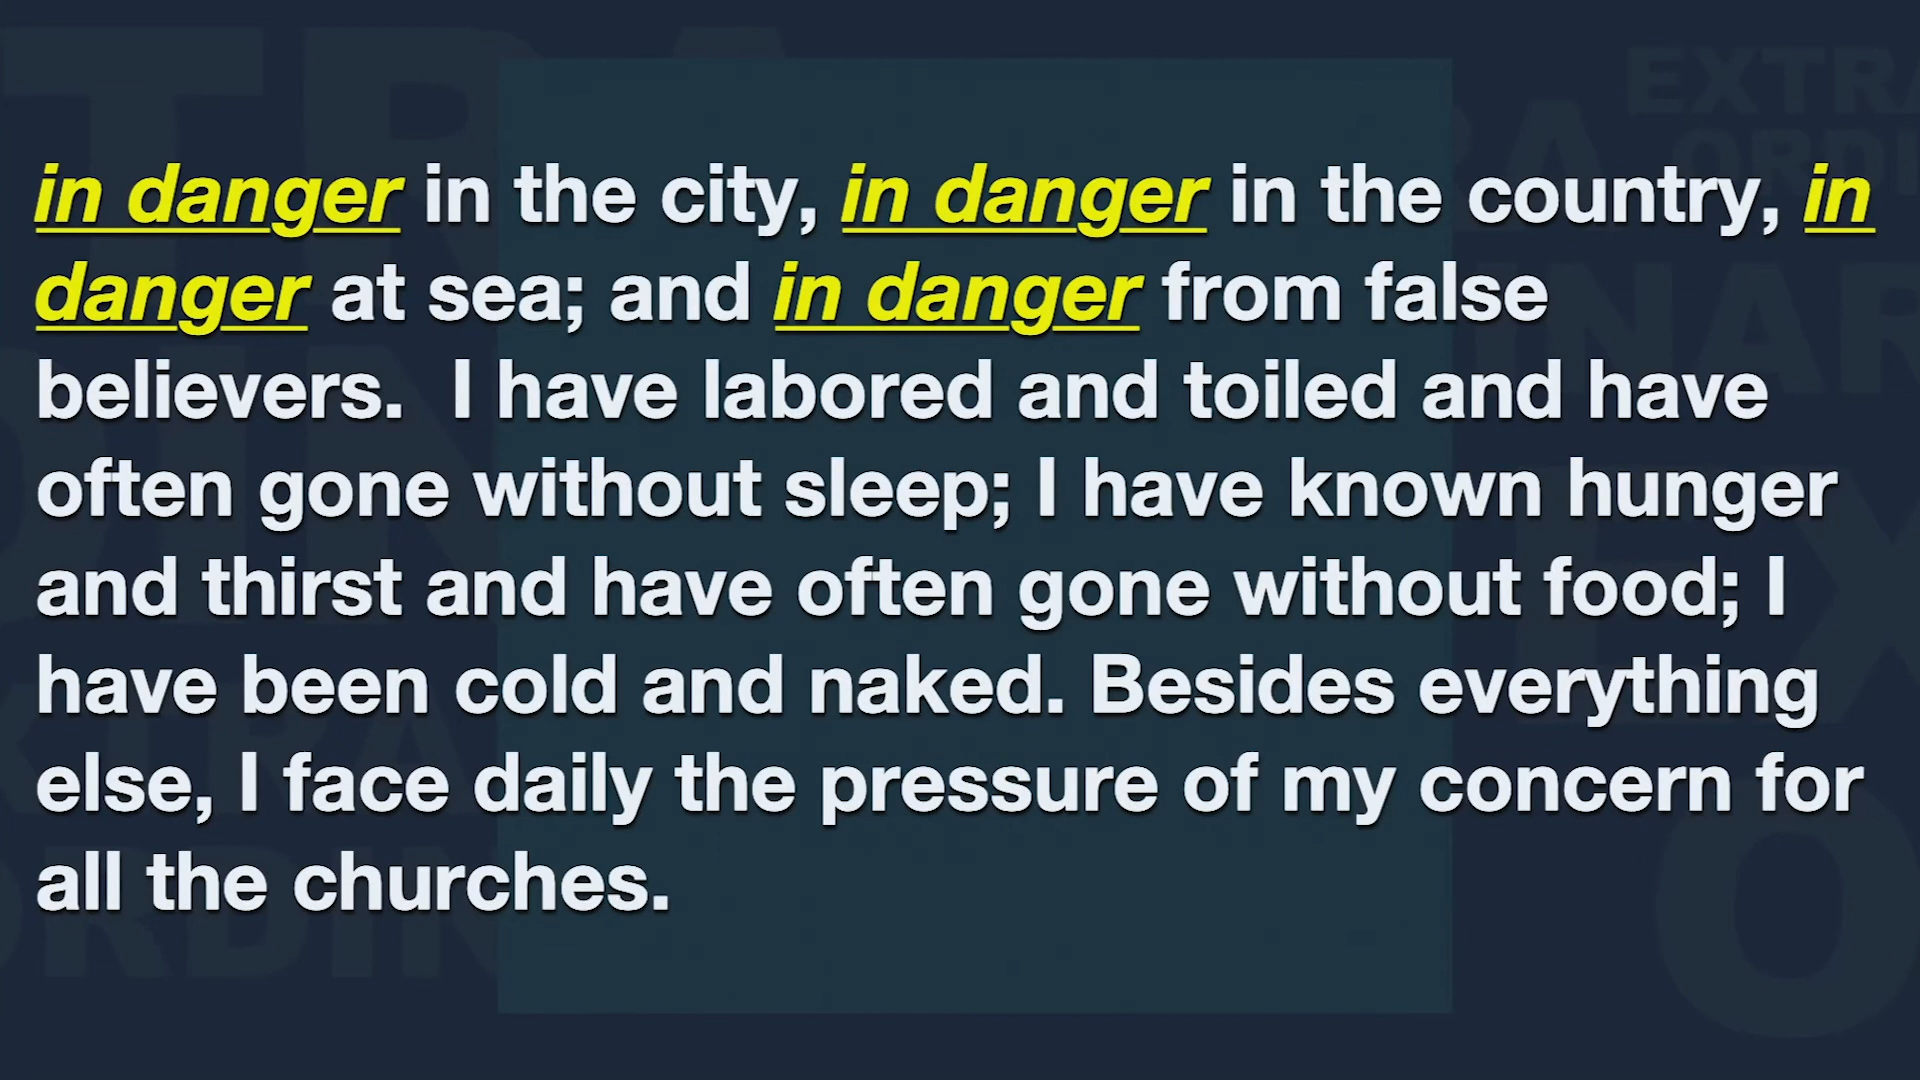 in danger in the city, in danger in the country, in
danger at sea; and in danger from false
believers.  I have labored and toiled and have
often gone without sleep; I have known hunger
and thirst and have often gone without food; I
have been cold and naked. Besides everything
else, I face daily the pressure of my concern for
all the churches.
EXTRA
ORDI
NAR